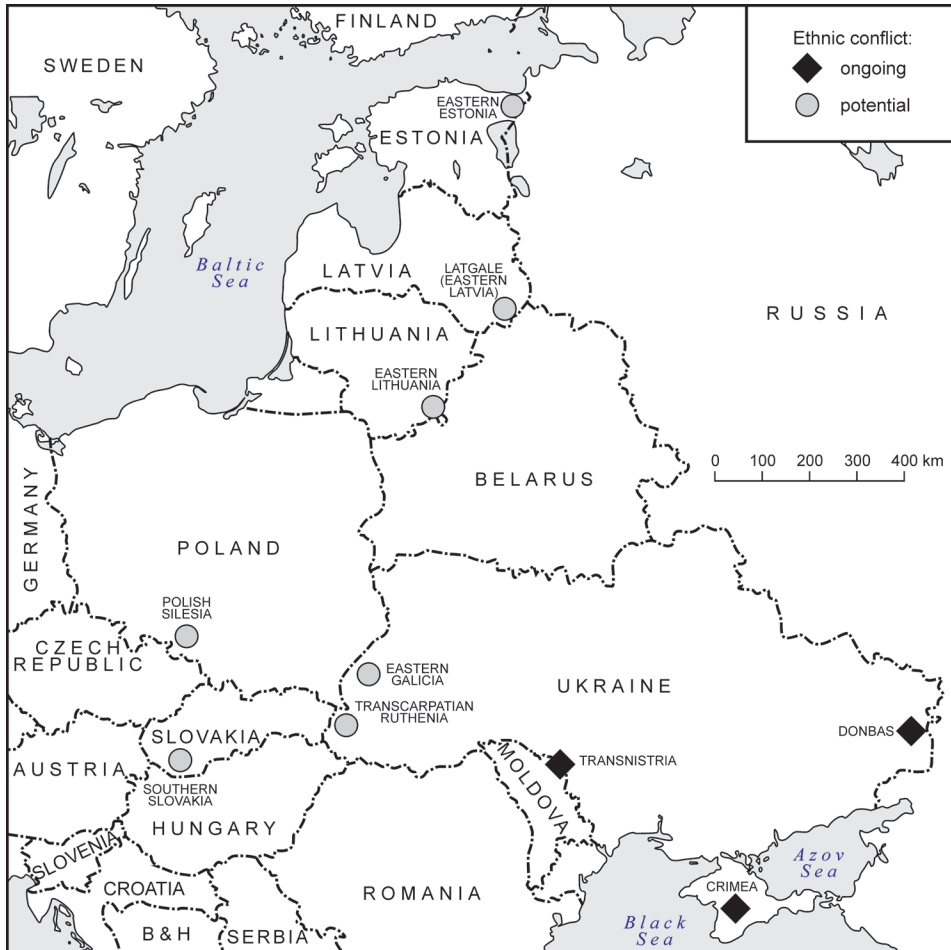 FINLAND
SWEDEN
Ethnic conflict:
ongoing
potential
EASTERN
ESTONIA
ESTONIA
Baltic
Sea
LATVIA
LATGALE
(EASTERN
LATVIA)
RUSSIA
LITHUANIA
EASTERN
LITHUANIA
0 100 200 300 400 km
BELARUS
GERMANY
POLAND
POLISH
SILESIA
CZECH
REPUBLIC
EASTERN
GALICIA
UKRAINE
TRANSCARPATIAN
RUTHENIA
SLOVAKIA
DONBAS
AUSTRIA
TRANSNISTRIA
MOLDOVA
SOUTHERN
SLOVAKIA
HUNGARY
SLOVENIA
Azov
Sea
CROATIA
ROMANIA
CRIMEA
Black
Sea
B&H
SERBIA